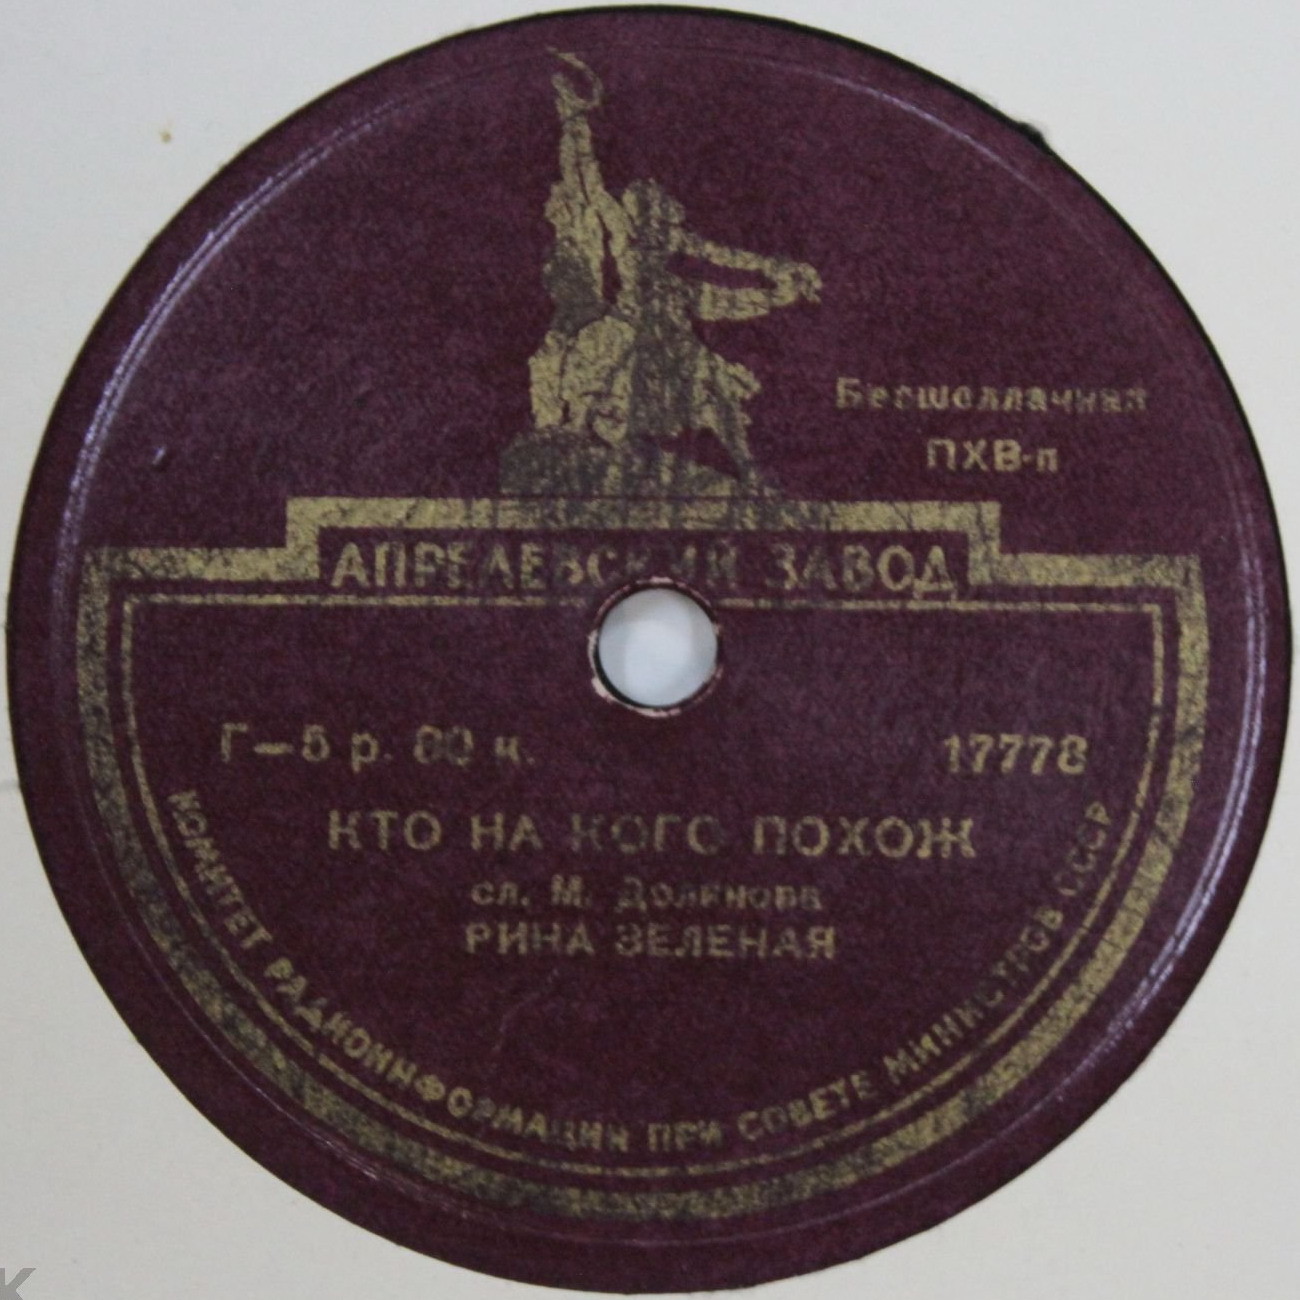 Бесшеллачная
ПХВ-п
АПРЕЛЕВСКИЙ ЗАВОД
Г—5 р. 00 к.
17778
КТО НА КОГО ПОХОЖ
сл. М. Долинова
РИНА ЗЕЛЕНАЯ
КОМИТЕТ РАДИОИНФОРМАЦИИ ПРИ СОВЕТЕ МИНИСТРОВ СССР